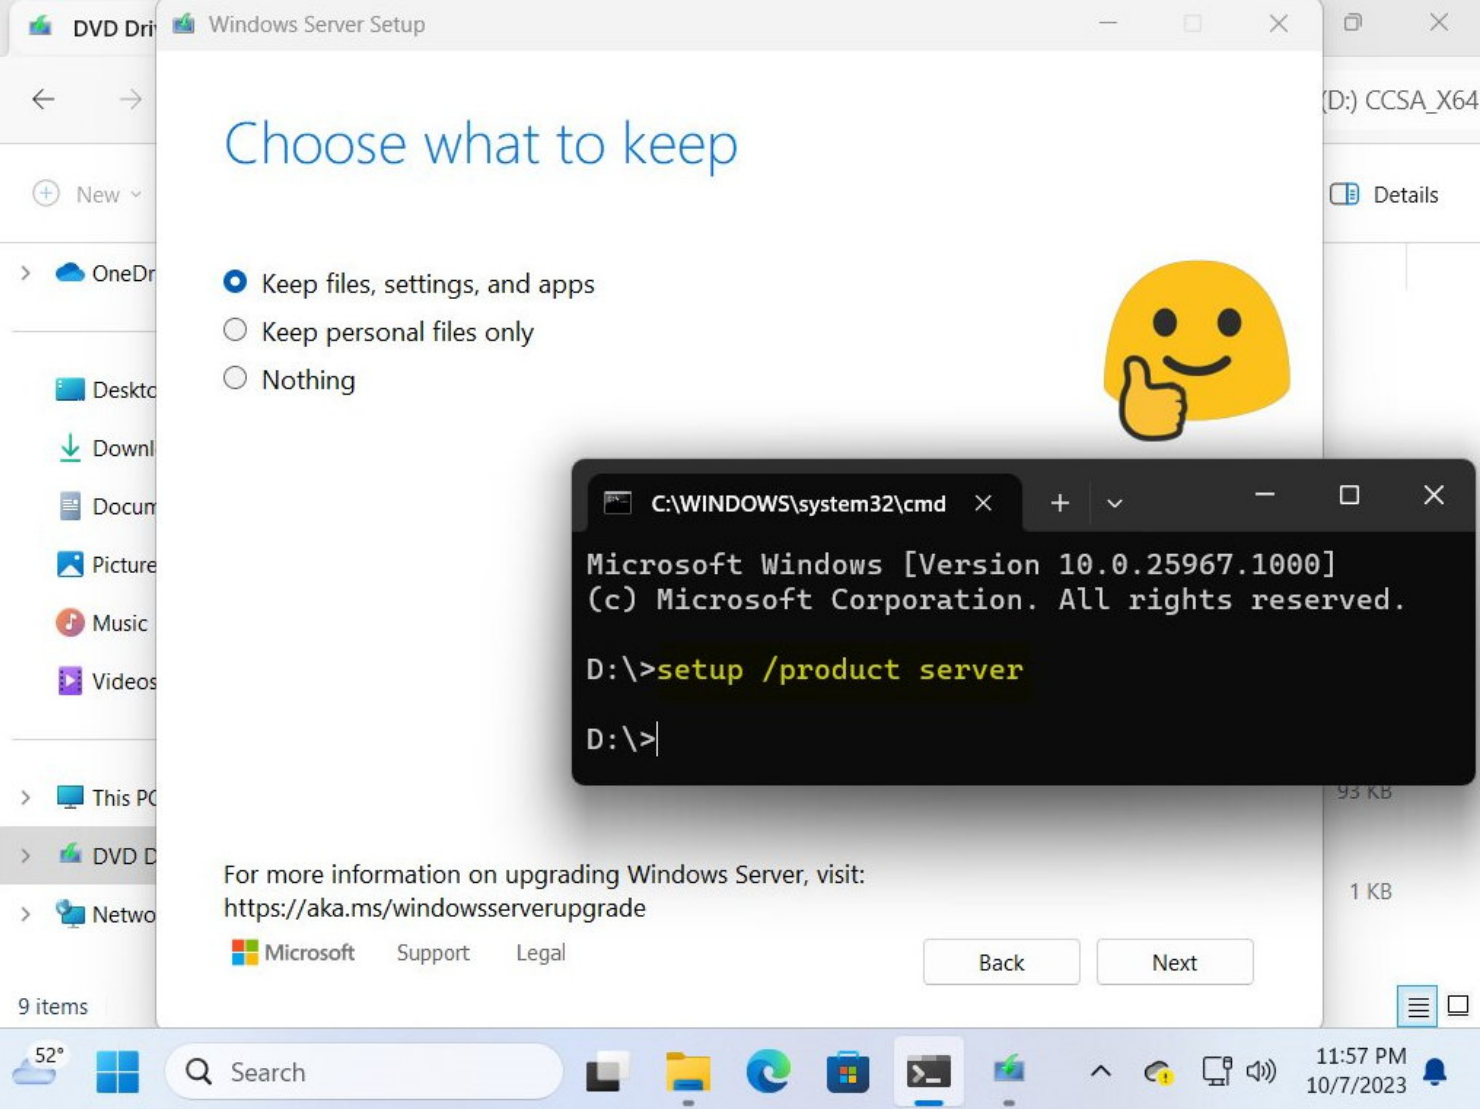 DVD Dri
Windows Server Setup
(D:) CCSA_X64
New
Details
Choose what to keep
OneDr
Keep files, settings, and apps
Keep personal files only
Nothing
Deskto
Downl
Docum
Picture
Music
Videos
This PC
DVD D
Netwo
C:\WINDOWS\system32\cmd
Microsoft Windows [Version 10.0.25967.1000]
(c) Microsoft Corporation. All rights reserved.
D:\>setup /product server
D:\>
93 KB
1 KB
For more information on upgrading Windows Server, visit:
https://aka.ms/windowsserverupgrade
Microsoft Support Legal
Back Next
9 items
52°
Search
11:57 PM
10/7/2023